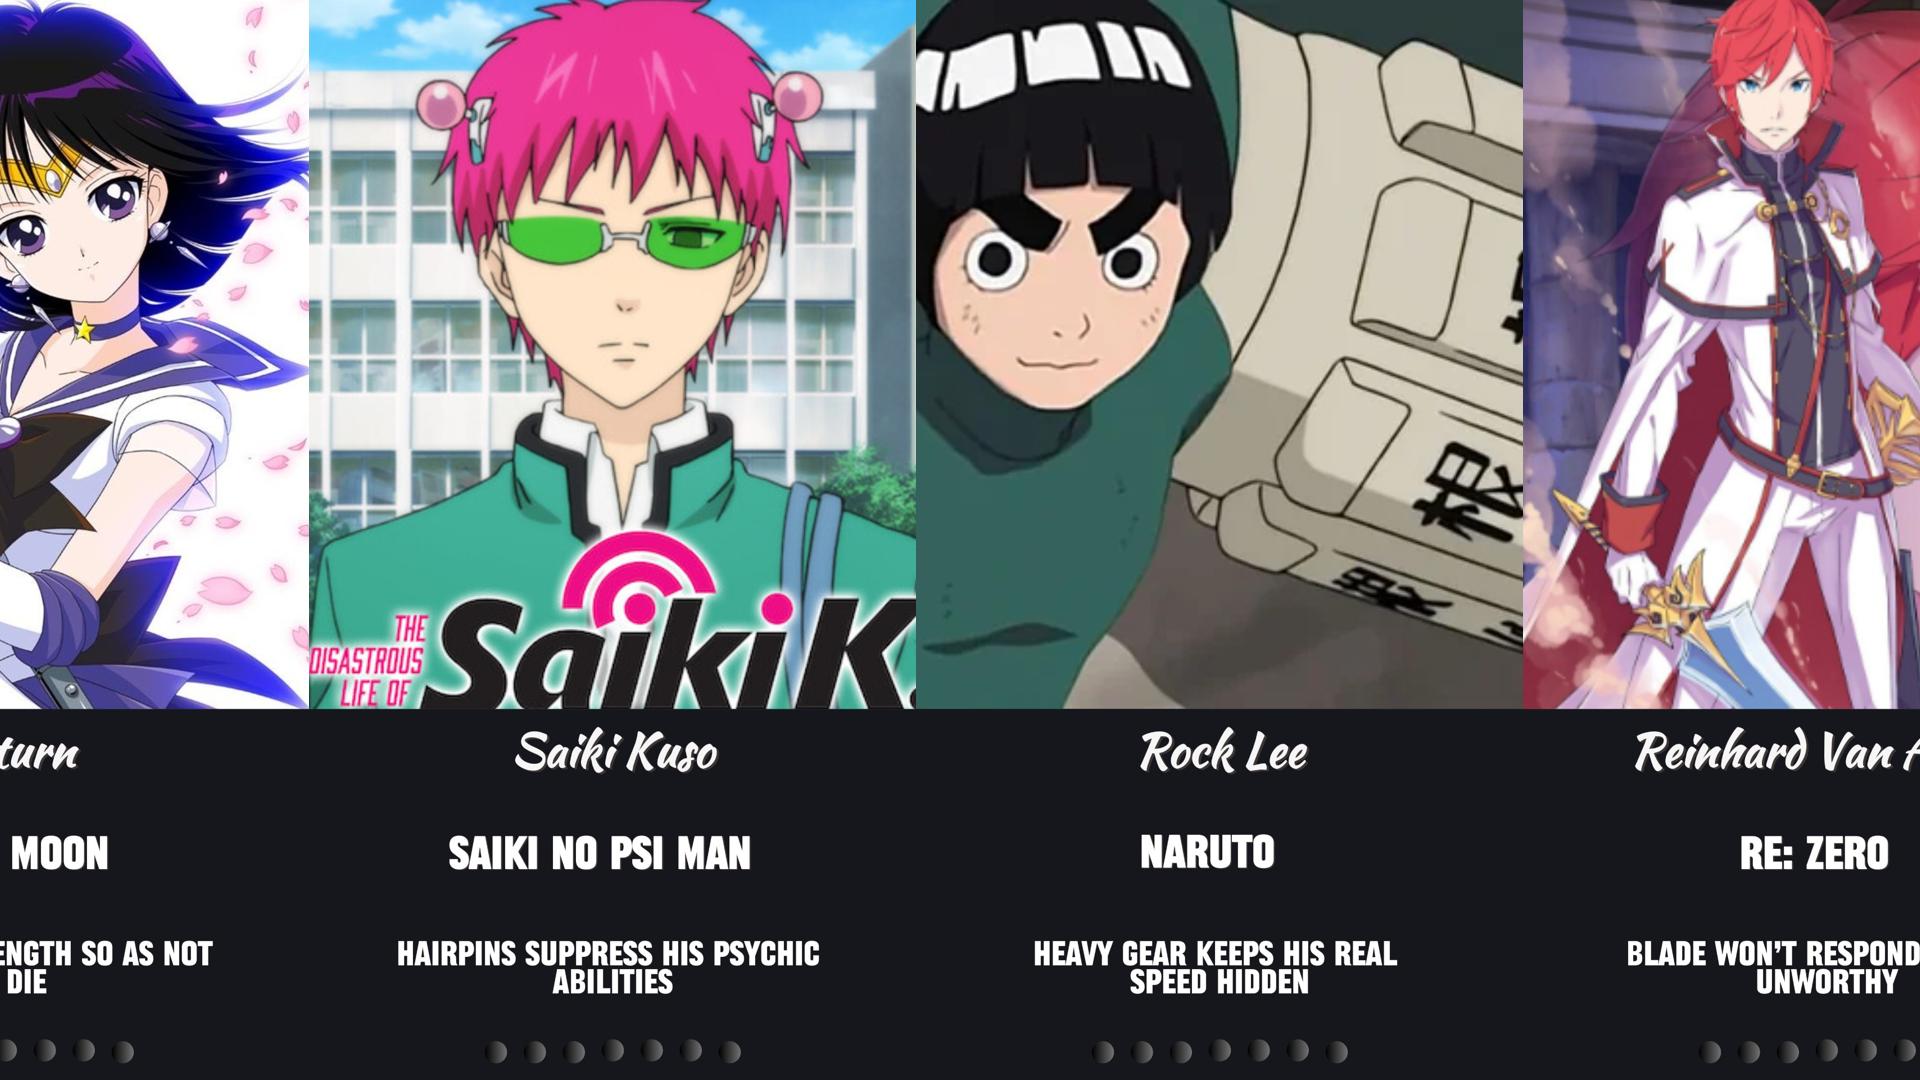 THE
DISASTROUS
LIFE OF
Saiki K.
根
turn
Saiki Kuso
Rock Lee
Reinhard Van A
MOON
SAIKI NO PSI MAN
NARUTO
RE: ZERO
ENGTH SO AS NOT
DIE
HAIRPINS SUPPRESS HIS PSYCHIC
ABILITIES
HEAVY GEAR KEEPS HIS REAL
SPEED HIDDEN
BLADE WON'T RESPOND
UNWORTHY